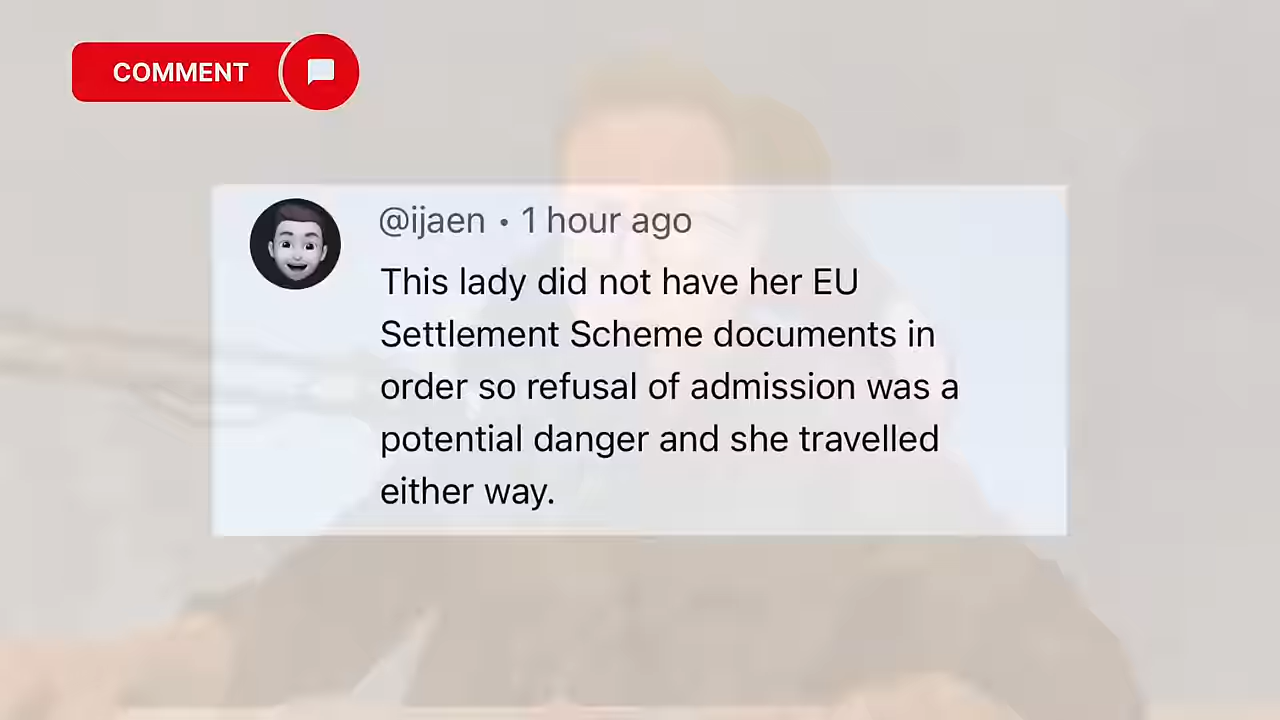 COMMENT
@ijaen • 1 hour ago
This lady did not have her EU
Settlement Scheme documents in
order so refusal of admission was a
potential danger and she travelled
either way.